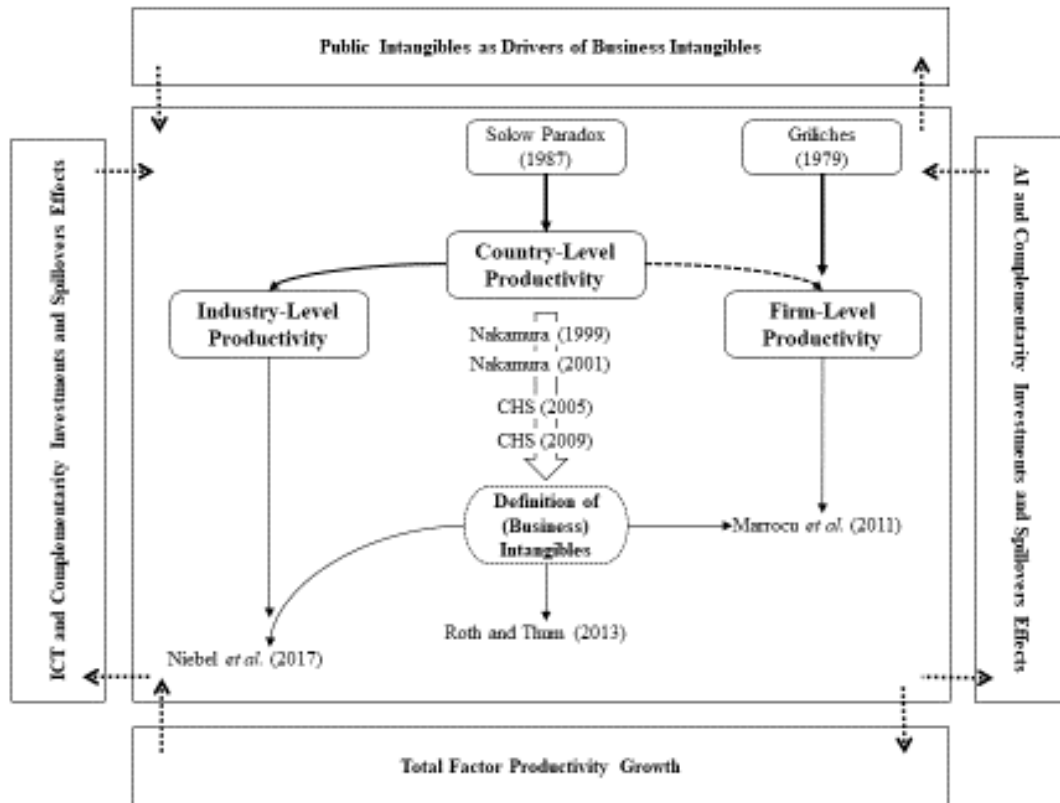 Public Intangibles as Drivers of Business Intangibles
ICT and Complementarity Investments and Spillovers Effects
AI and Complementarity Investments and Spillovers Effects
Solow Paradox
(1987)
Griliches
(1979)
Country-Level
Productivity
Industry-Level
Productivity
Firm-Level
Productivity
Nakamura (1999)
Nakamura (2001)
CHS (2005)
CHS (2009)
Definition of
(Business)
Intangibles
Marrocu et al. (2011)
Roth and Thum (2013)
Niebel et al. (2017)
Total Factor Productivity Growth